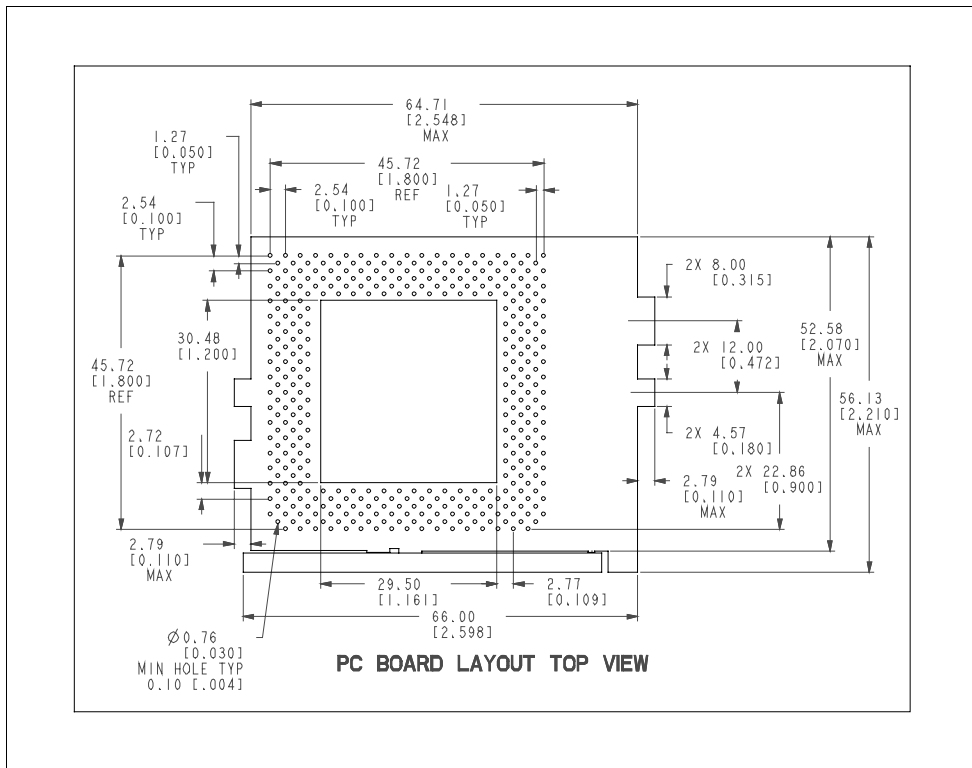 64.71
[2.548]
MAX
1.27
[0.050]
TYP
45.72
[1.800]
REF
2.54
[0.100]
TYP
2.54
[0.100]
TYP
1.27
[0.050]
TYP
2X 8.00
[0.315]
30.48
[1.200]
52.58
[2.070]
MAX
2X 12.00
[0.472]
45.72
[1.800]
REF
56.13
[2.210]
MAX
2.72
[0.107]
2X 4.57
[0.180]
2X 22.86
[0.900]
2.79
[0.110]
MAX
2.79
[0.110]
MAX
29.50
[1.161]
2.77
[0.109]
66.00
[2.598]
Ø0.76
[0.030]
MIN HOLE TYP
0.10 [.004]
PC BOARD LAYOUT TOP VIEW